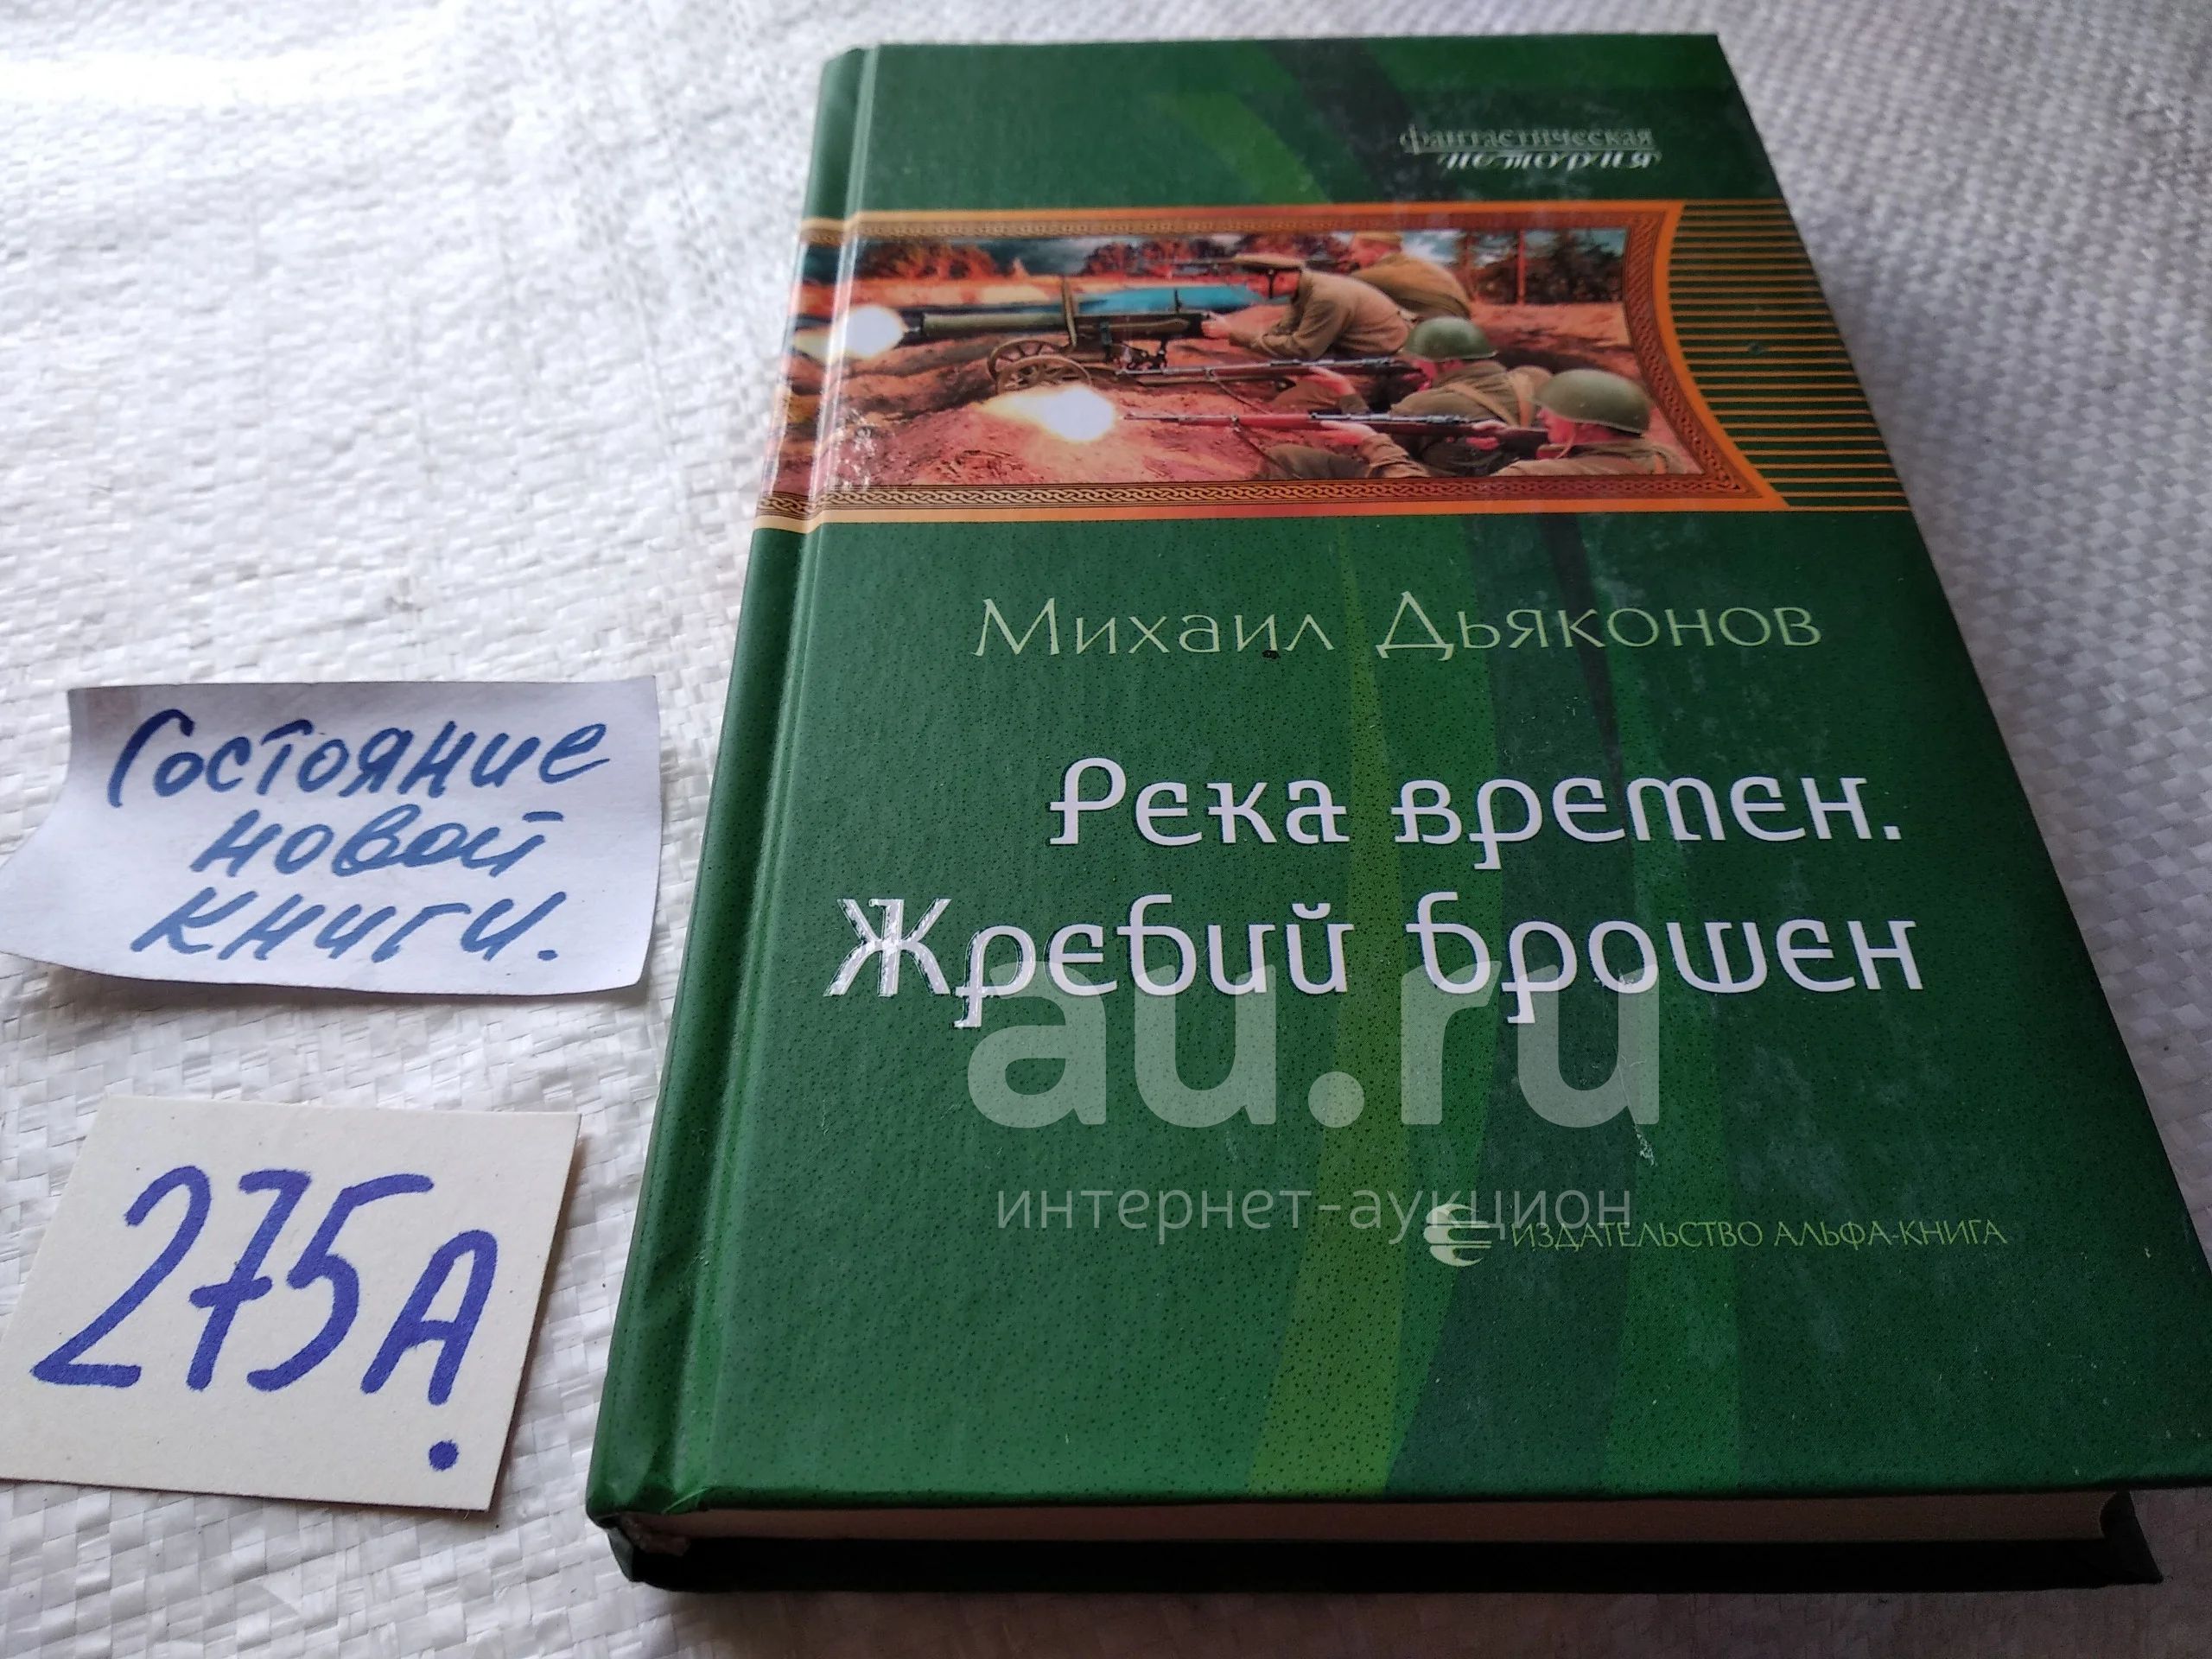 фантастическая
история
Михаил Дьяконов
Река времен.
Жребий брошен
au.ru
интернет-аукцион
ИЗДАТЕЛЬСТВО АЛЬФА-КНИГА
Состояние
новой
книги.
275А.